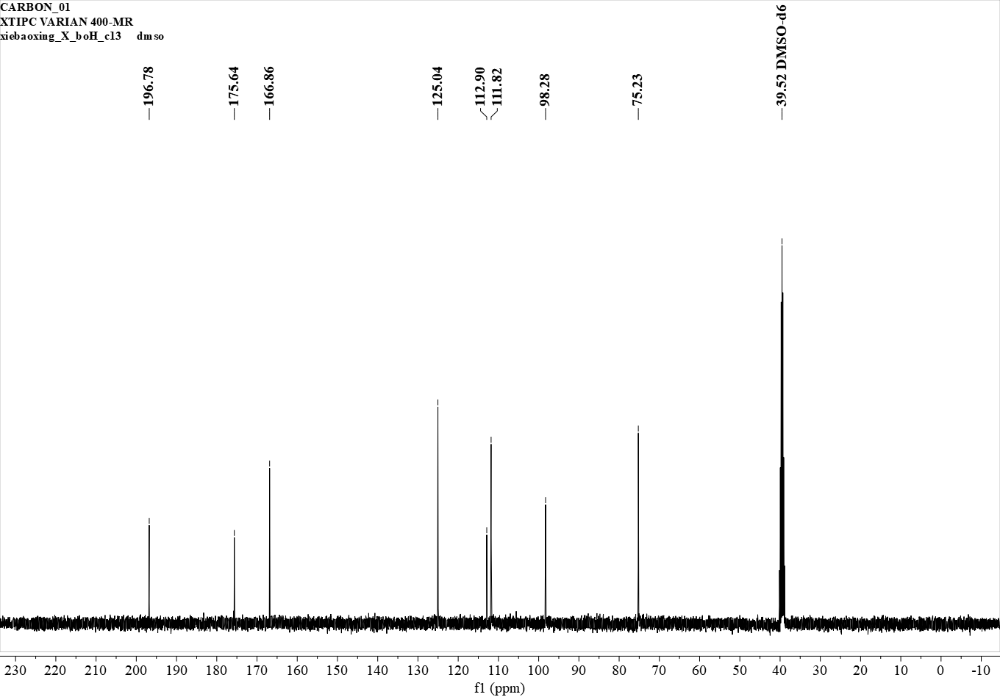 CARBON_01
XTIPC VARIAN 400-MR
xiebaoxing_X_boH_c13 dmso
196.78
175.64
166.86
125.04
112.90
111.82
98.28
75.23
39.52 DMSO-d6
230 220 210 200 190 180 170 160 150 140 130 120 110 100 90 80 70 60 50 40 30 20 10 0 -10
f1 (ppm)